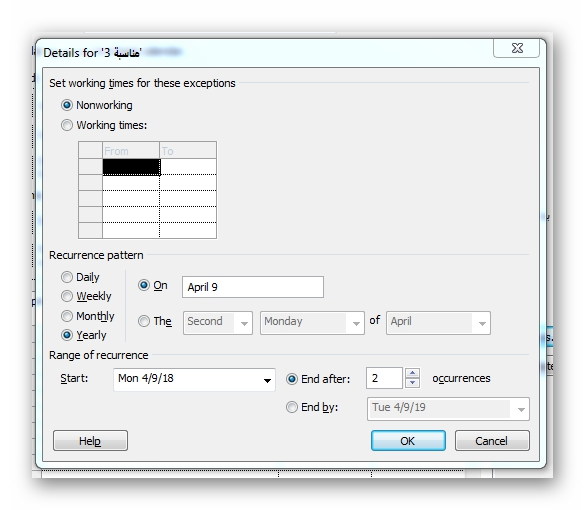 Details for 'مناسبة 3'
Set working times for these exceptions
Nonworking
Working times:
From To
Recurrence pattern
Daily
Weekly
Monthly
Yearly
On April 9
The Second Monday of April
Range of recurrence
Start: Mon 4/9/18 End after: 2 occurrences
End by: Tue 4/9/19
Help OK Cancel